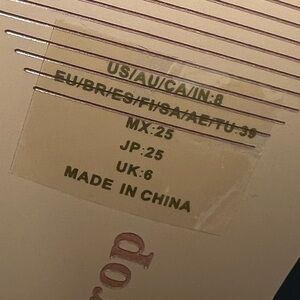 US/AU/CA/IN:8
EU/BR/ES/FI/SA/AE/TU:39
MX:25
JP:25
UK:6
MADE IN CHINA